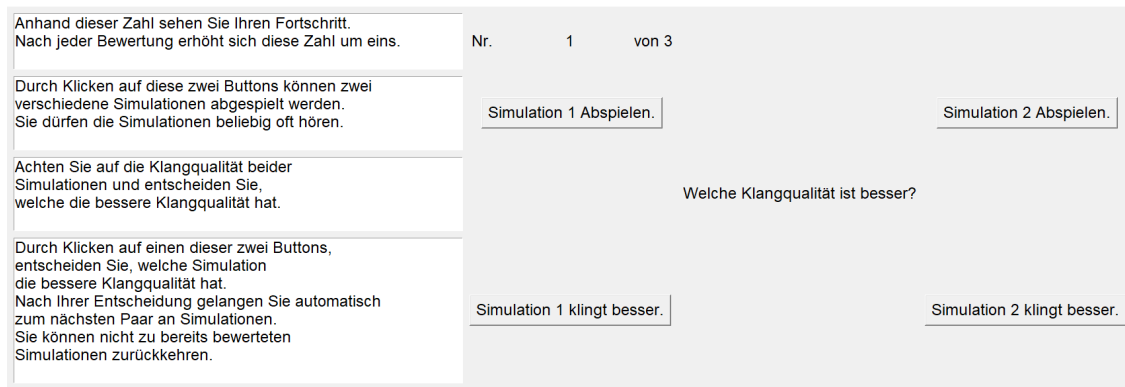 Anhand dieser Zahl sehen Sie Ihren Fortschritt.
Nach jeder Bewertung erhöht sich diese Zahl um eins.
Nr. 1 von 3
Durch Klicken auf diese zwei Buttons können zwei
verschiedene Simulationen abgespielt werden.
Sie dürfen die Simulationen beliebig oft hören.
Simulation 1 Abspielen.
Simulation 2 Abspielen.
Achten Sie auf die Klangqualität beider
Simulationen und entscheiden Sie,
welche die bessere Klangqualität hat.
Welche Klangqualität ist besser?
Durch Klicken auf einen dieser zwei Buttons,
entscheiden Sie, welche Simulation
die bessere Klangqualität hat.
Nach Ihrer Entscheidung gelangen Sie automatisch
zum nächsten Paar an Simulationen.
Sie können nicht zu bereits bewerteten
Simulationen zurückkehren.
Simulation 1 klingt besser.
Simulation 2 klingt besser.